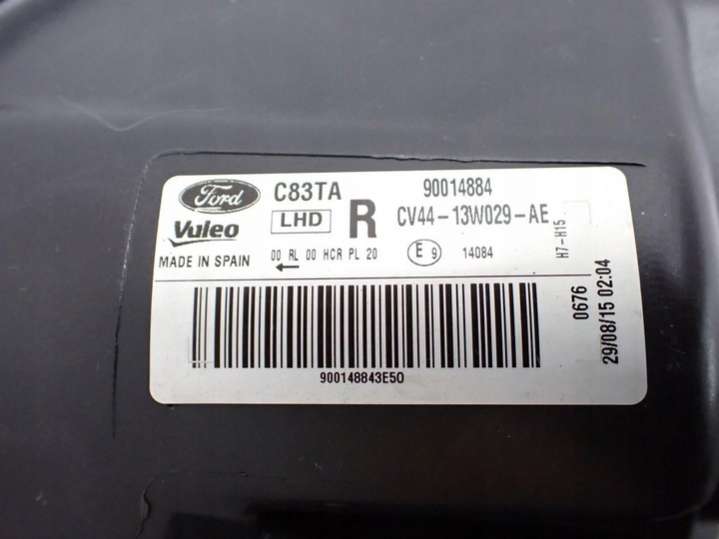 Ford
C83TA
90014884
Valeo
LHD
R
CV44-13W029-AE
MADE IN SPAIN
00 RL 00 HCR PL 20
←
E 9
14084
H7-H15
0676
29/08/15 02:04
900148843E50